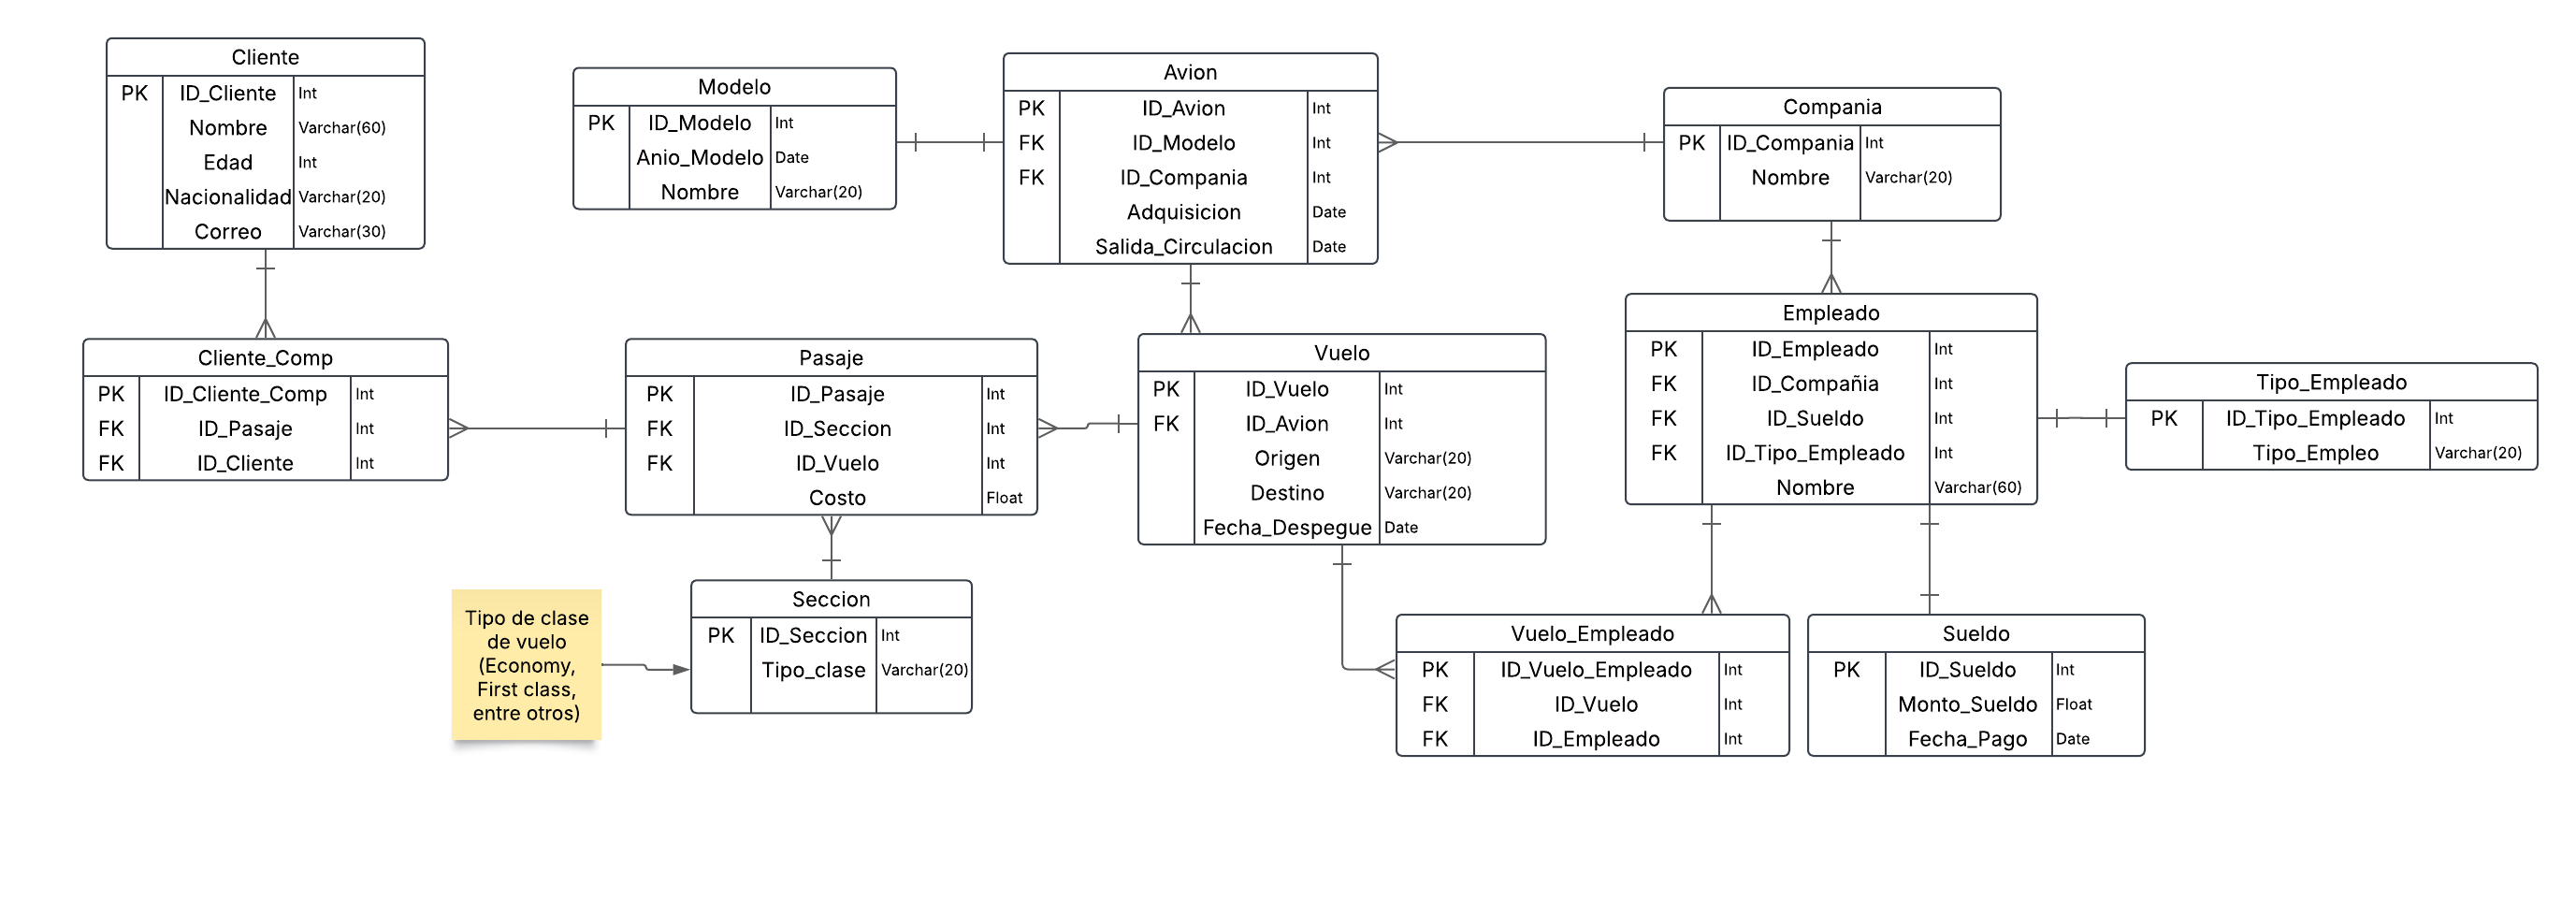 Cliente
PK ID_Cliente Int
Nombre Varchar(60)
Edad Int
Nacionalidad Varchar(20)
Correo Varchar(30)
Modelo
PK ID_Modelo Int
Anio_Modelo Date
Nombre Varchar(20)
Avion
PK ID_Avion Int
FK ID_Modelo Int
FK ID_Compania Int
Adquisicion Date
Salida_Circulacion Date
Compania
PK ID_Compania Int
Nombre Varchar(20)
Cliente_Comp
PK ID_Cliente_Comp Int
FK ID_Pasaje Int
FK ID_Cliente Int
Pasaje
PK ID_Pasaje Int
FK ID_Seccion Int
FK ID_Vuelo Int
Costo Float
Vuelo
PK ID_Vuelo Int
FK ID_Avion Int
Origen Varchar(20)
Destino Varchar(20)
Fecha_Despegue Date
Empleado
PK ID_Empleado Int
FK ID_Compañia Int
FK ID_Sueldo Int
FK ID_Tipo_Empleado Int
Nombre Varchar(60)
Tipo_Empleado
PK ID_Tipo_Empleado Int
Tipo_Empleo Varchar(20)
Tipo de clase
de vuelo
(Economy,
First class,
entre otros)
Seccion
PK ID_Seccion Int
Tipo_clase Varchar(20)
Vuelo_Empleado
PK ID_Vuelo_Empleado Int
FK ID_Vuelo Int
FK ID_Empleado Int
Sueldo
PK ID_Sueldo Int
Monto_Sueldo Float
Fecha_Pago Date